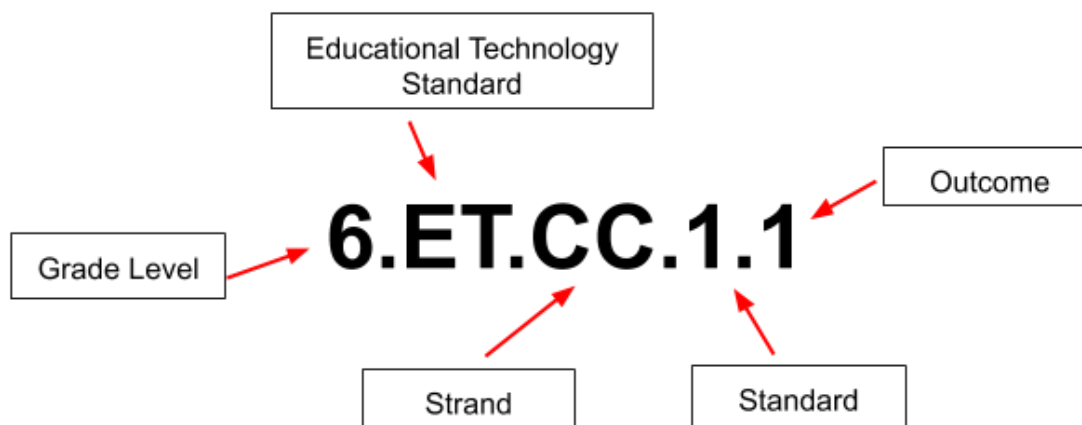 Educational Technology
Standard
Outcome
6.ET.CC.1.1
Grade Level
Strand
Standard